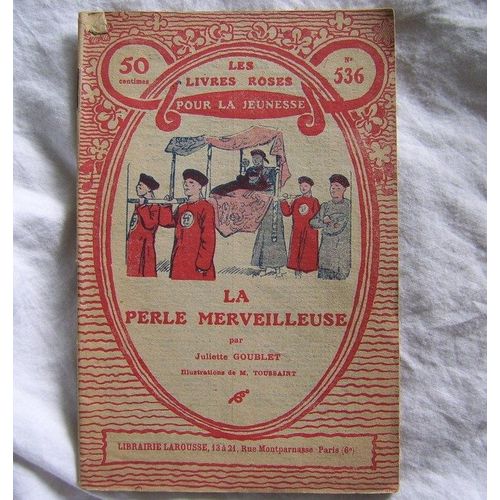 50
centimes
LES
LIVRES ROSES
POUR LA JEUNESSE
N°
536
LA
PERLE MERVEILLEUSE
par
Juliette GOUBLET
Illustrations de M. TOUSSAINT
LIBRAIRIE LAROUSSE, 13 à 21, Rue Montparnasse Paris (6e)